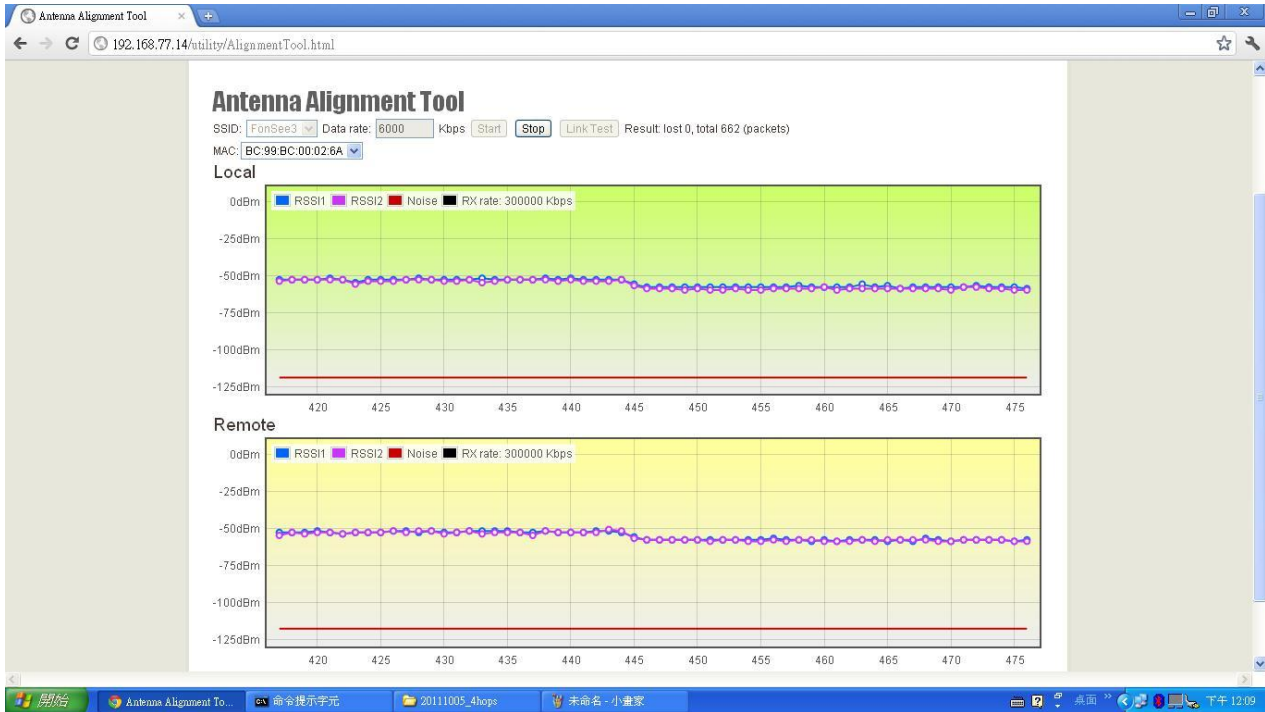 Antenna Alignment Tool
192.168.77.14/utility/AlignmentTool.html
Antenna Alignment Tool
SSID: FonSee3 Data rate: 6000 Kbps Start Stop Link Test Result: lost 0, total 662 (packets)
MAC: BC:99:BC:00:02:6A
Local
RSSI1 RSSI2 Noise RX rate: 300000 Kbps
0dBm
-25dBm
-50dBm
-75dBm
-100dBm
-125dBm
420 425 430 435 440 445 450 455 460 465 470 475
Remote
RSSI1 RSSI2 Noise RX rate: 300000 Kbps
0dBm
-25dBm
-50dBm
-75dBm
-100dBm
-125dBm
420 425 430 435 440 445 450 455 460 465 470 475
開始 Antenna Alignment To... 命令提示字元 20111005_4hops 未命名 - 小畫家 桌面 » 下午 12:09